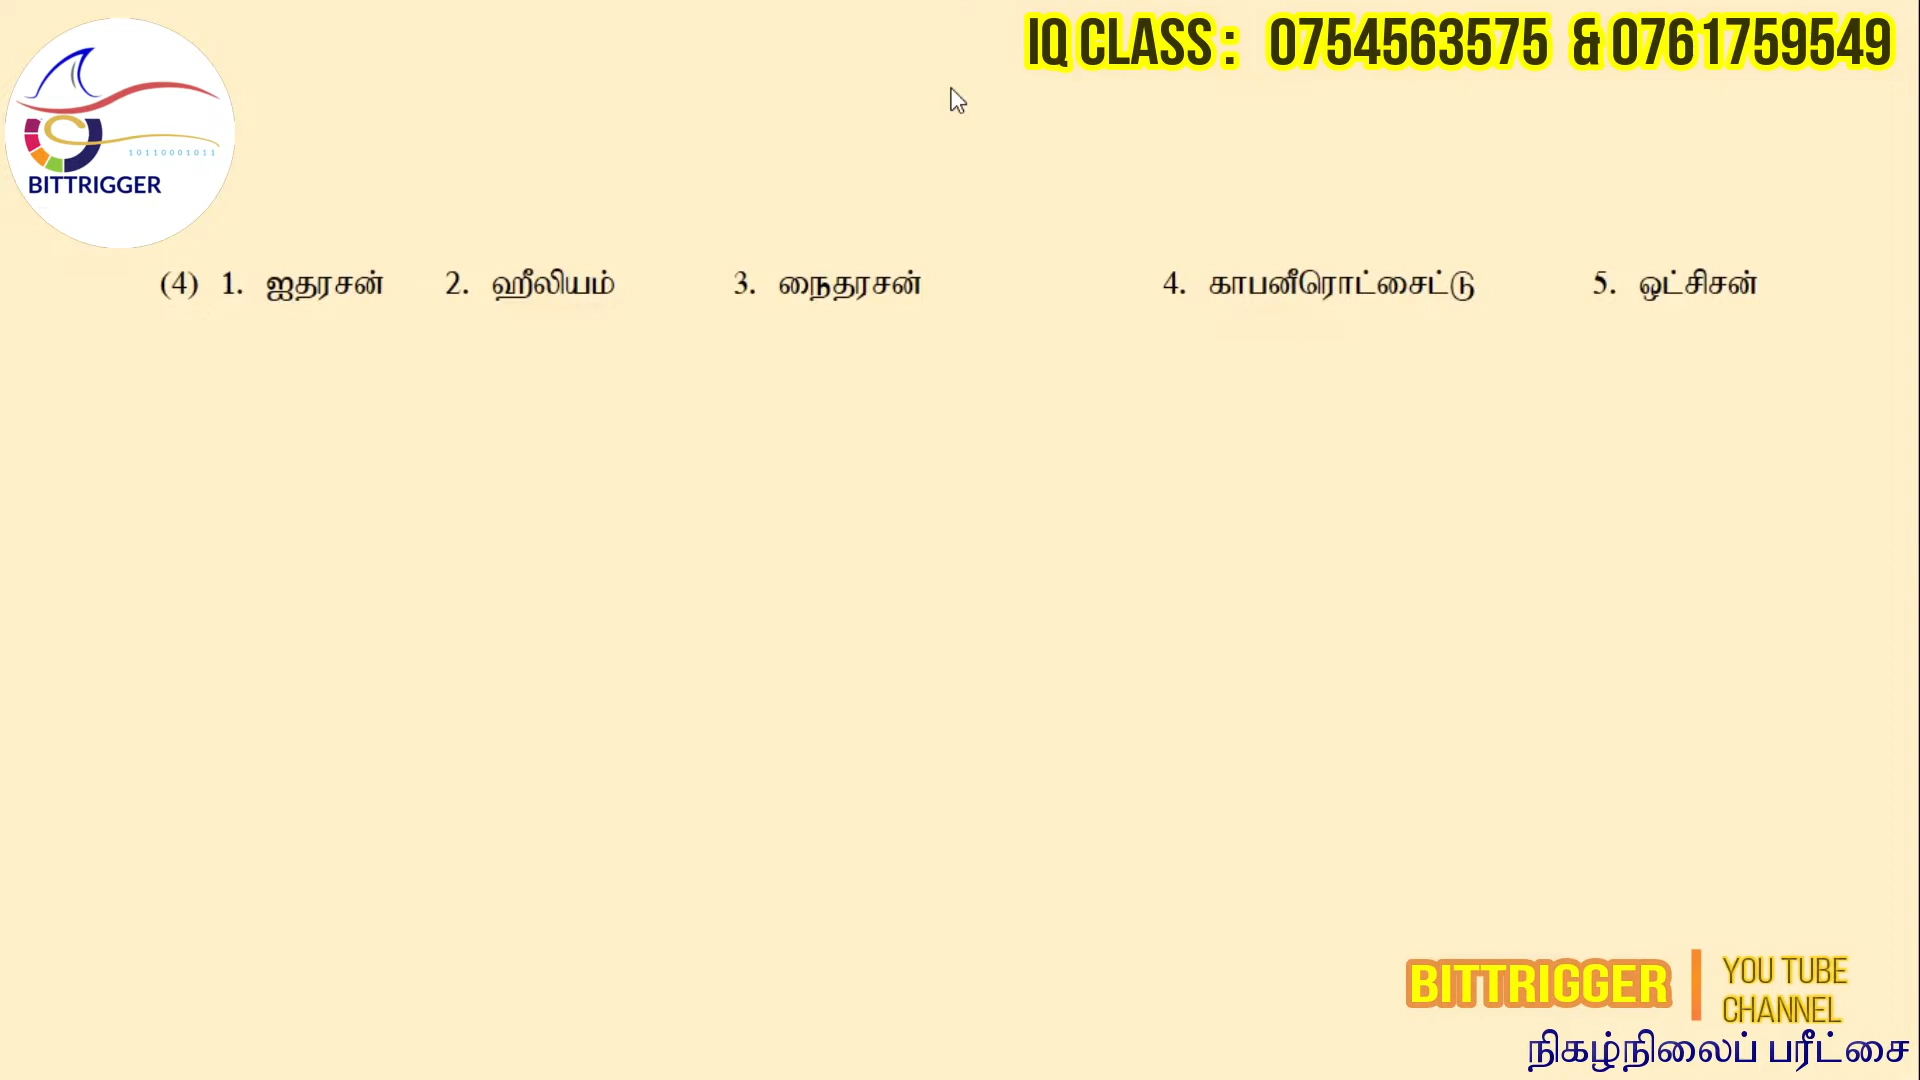 IQ CLASS : 0754563575 & 0761759549
10110001011
BITTRIGGER
(4) 1. ஐதரசன் 2. ஹீலியம் 3. நைதரசன் 4. காபனீரொட்சைட்டு 5. ஒட்சிசன்
BITTRIGGER
YOU TUBE
CHANNEL
நிகழ்நிலைப் பரீட்சை